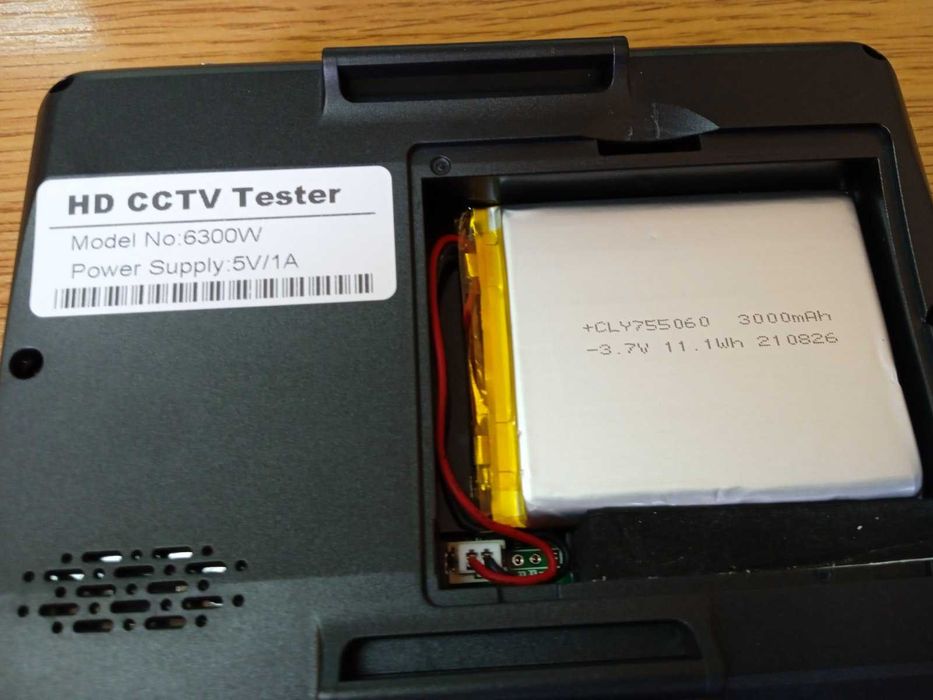 HD CCTV Tester
Model No:6300W
Power Supply:5V/1A
+CLY755060 3000mAh
-3.7V 11.1Wh 210826